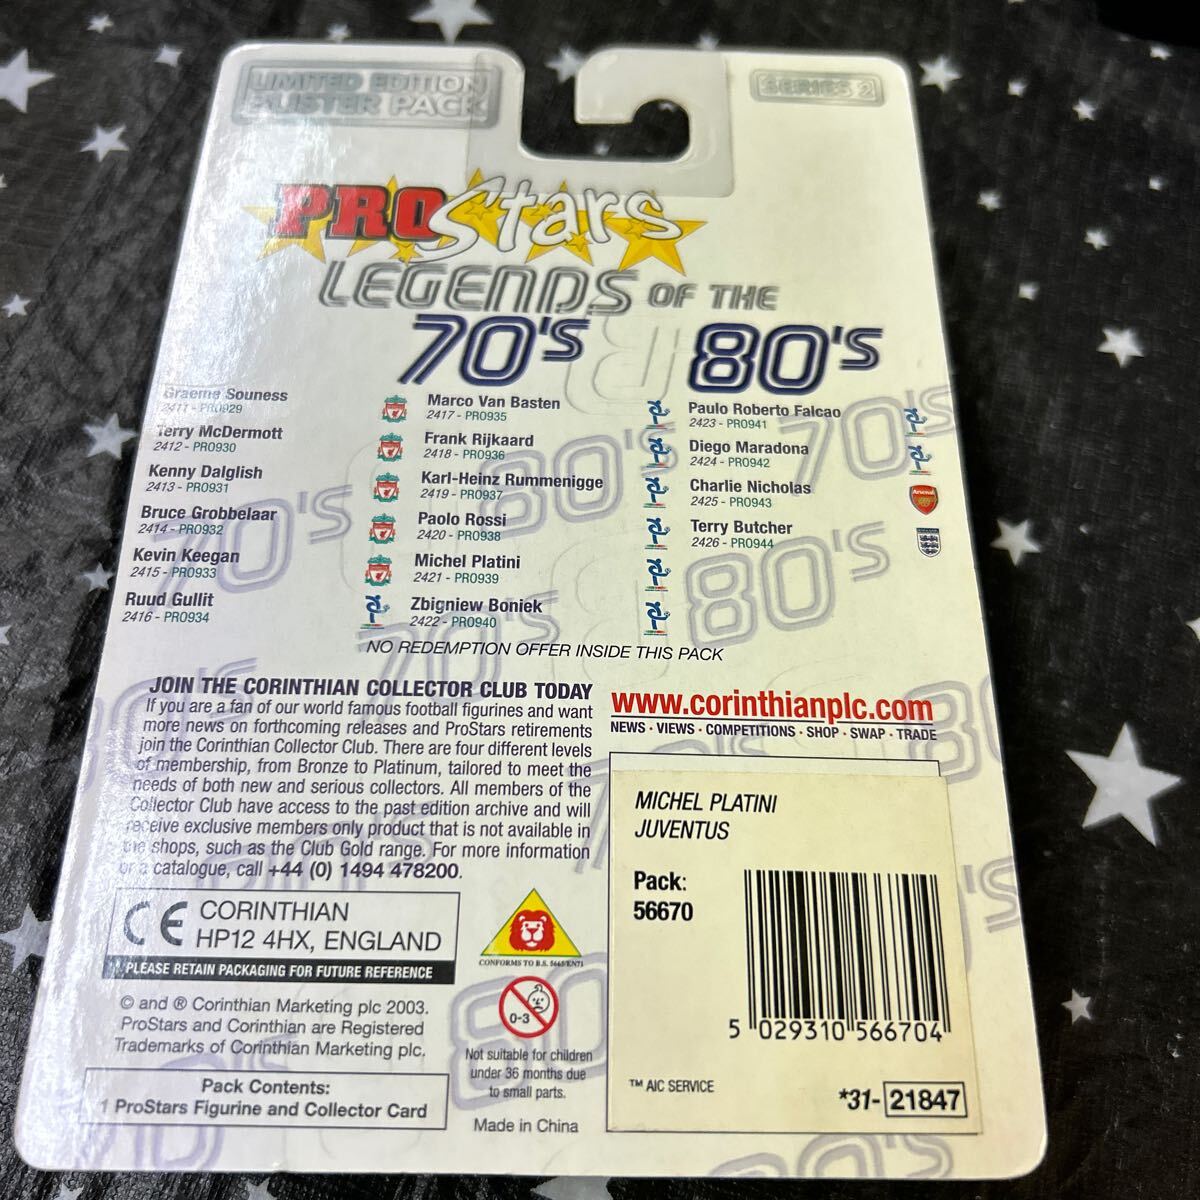 LIMITED EDITION
BLISTER PACK
SERIES 2
PROStars
LEGENDS OF THE
70's 80's
Graeme Souness
2411 - PRO929
Terry McDermott
2412 - PRO930
Kenny Dalglish
2413 - PRO931
Bruce Grobbelaar
2414 - PRO932
Kevin Keegan
2415 - PRO933
Ruud Gullit
2416 - PRO934
Marco Van Basten
2417 - PRO935
Frank Rijkaard
2418 - PRO936
Karl-Heinz Rummenigge
2419 - PRO937
Paolo Rossi
2420 - PRO938
Michel Platini
2421 - PRO939
Zbigniew Boniek
2422 - PRO940
Paulo Roberto Falcao
2423 - PRO941
Diego Maradona
2424 - PRO942
Charlie Nicholas
2425 - PRO943
Terry Butcher
2426 - PRO944
Arsenal
NO REDEMPTION OFFER INSIDE THIS PACK
JOIN THE CORINTHIAN COLLECTOR CLUB TODAY
If you are a fan of our world famous football figurines and want
more news on forthcoming releases and ProStars retirements
join the Corinthian Collector Club. There are four different levels
of membership, from Bronze to Platinum, tailored to meet the
needs of both new and serious collectors. All members of the
Collector Club have access to the past edition archive and will
receive exclusive members only product that is not available in
the shops, such as the Club Gold range. For more information
or a catalogue, call +44 (0) 1494 478200.
www.corinthianplc.com
NEWS · VIEWS · COMPETITIONS · SHOP · SWAP · TRADE
MICHEL PLATINI
JUVENTUS
Pack:
56670
5 029310 566704
™ AIC SERVICE
*31- 21847
CE CORINTHIAN
HP12 4HX, ENGLAND
PLEASE RETAIN PACKAGING FOR FUTURE REFERENCE
© and ® Corinthian Marketing plc 2003.
ProStars and Corinthian are Registered
Trademarks of Corinthian Marketing plc.
Pack Contents:
1 ProStars Figurine and Collector Card
CONFORMS TO B.S. 5665/EN71
0-3
Not suitable for children
under 36 months due
to small parts.
Made in China